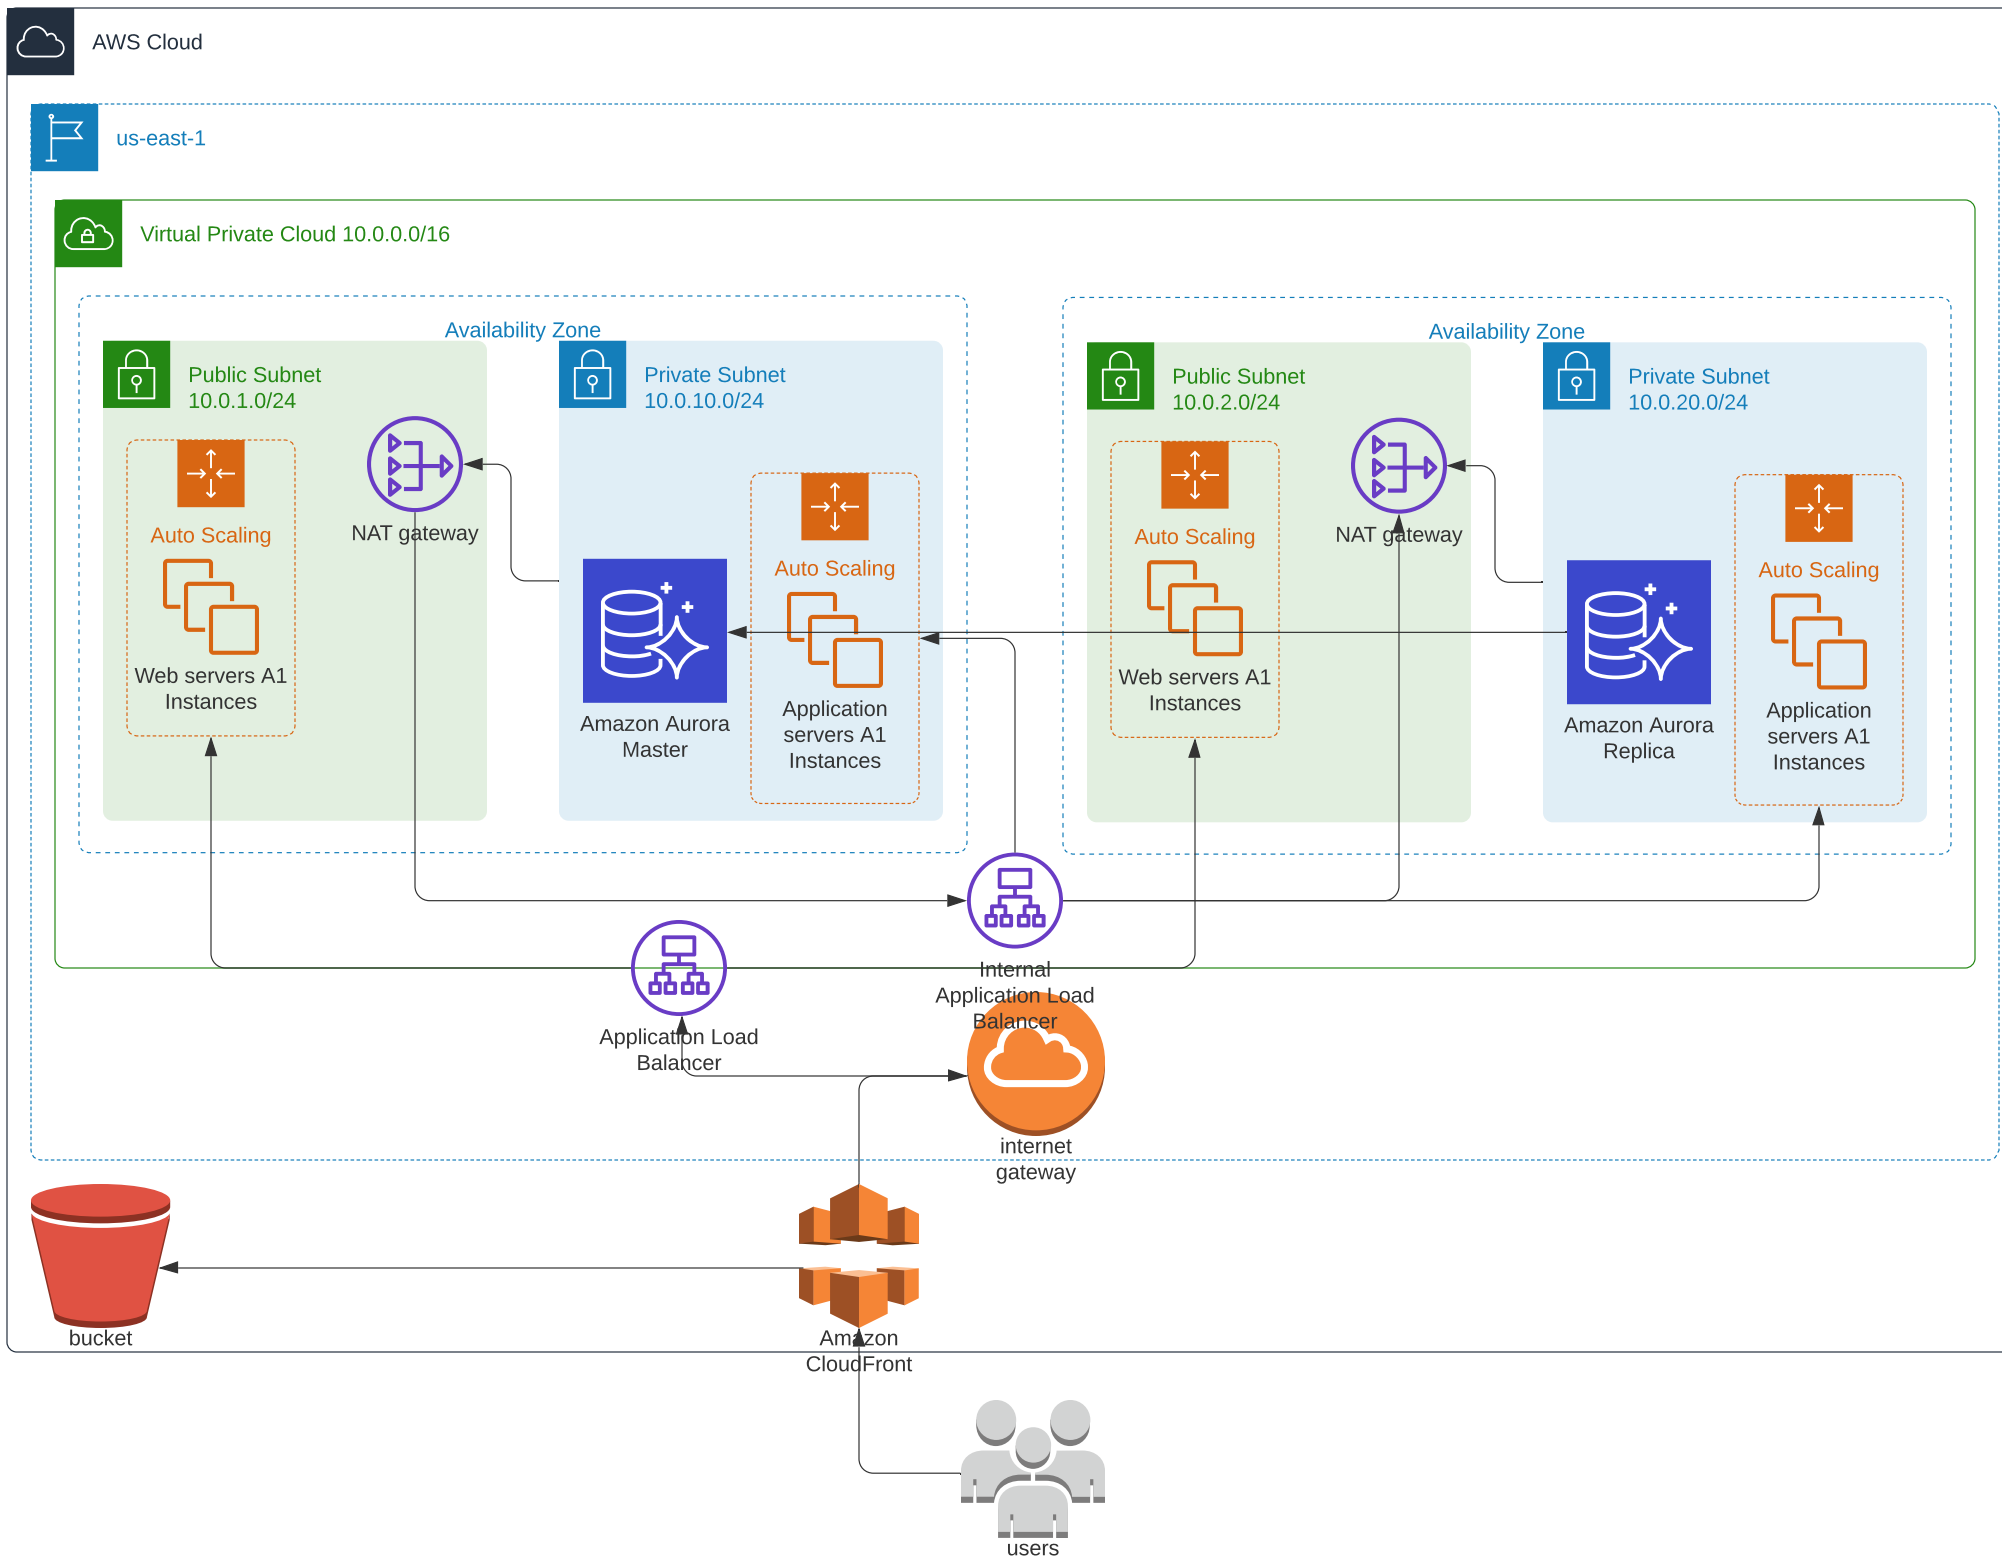 AWS Cloud
us-east-1
Virtual Private Cloud 10.0.0.0/16
Availability Zone
Public Subnet
10.0.1.0/24
NAT gateway
Auto Scaling
Web servers A1
Instances
Private Subnet
10.0.10.0/24
Amazon Aurora
Master
Auto Scaling
Application
servers A1
Instances
Availability Zone
Public Subnet
10.0.2.0/24
NAT gateway
Auto Scaling
Web servers A1
Instances
Private Subnet
10.0.20.0/24
Amazon Aurora
Replica
Auto Scaling
Application
servers A1
Instances
Internal
Application Load
Balancer
Application Load
Balancer
internet
gateway
bucket
Amazon
CloudFront
users